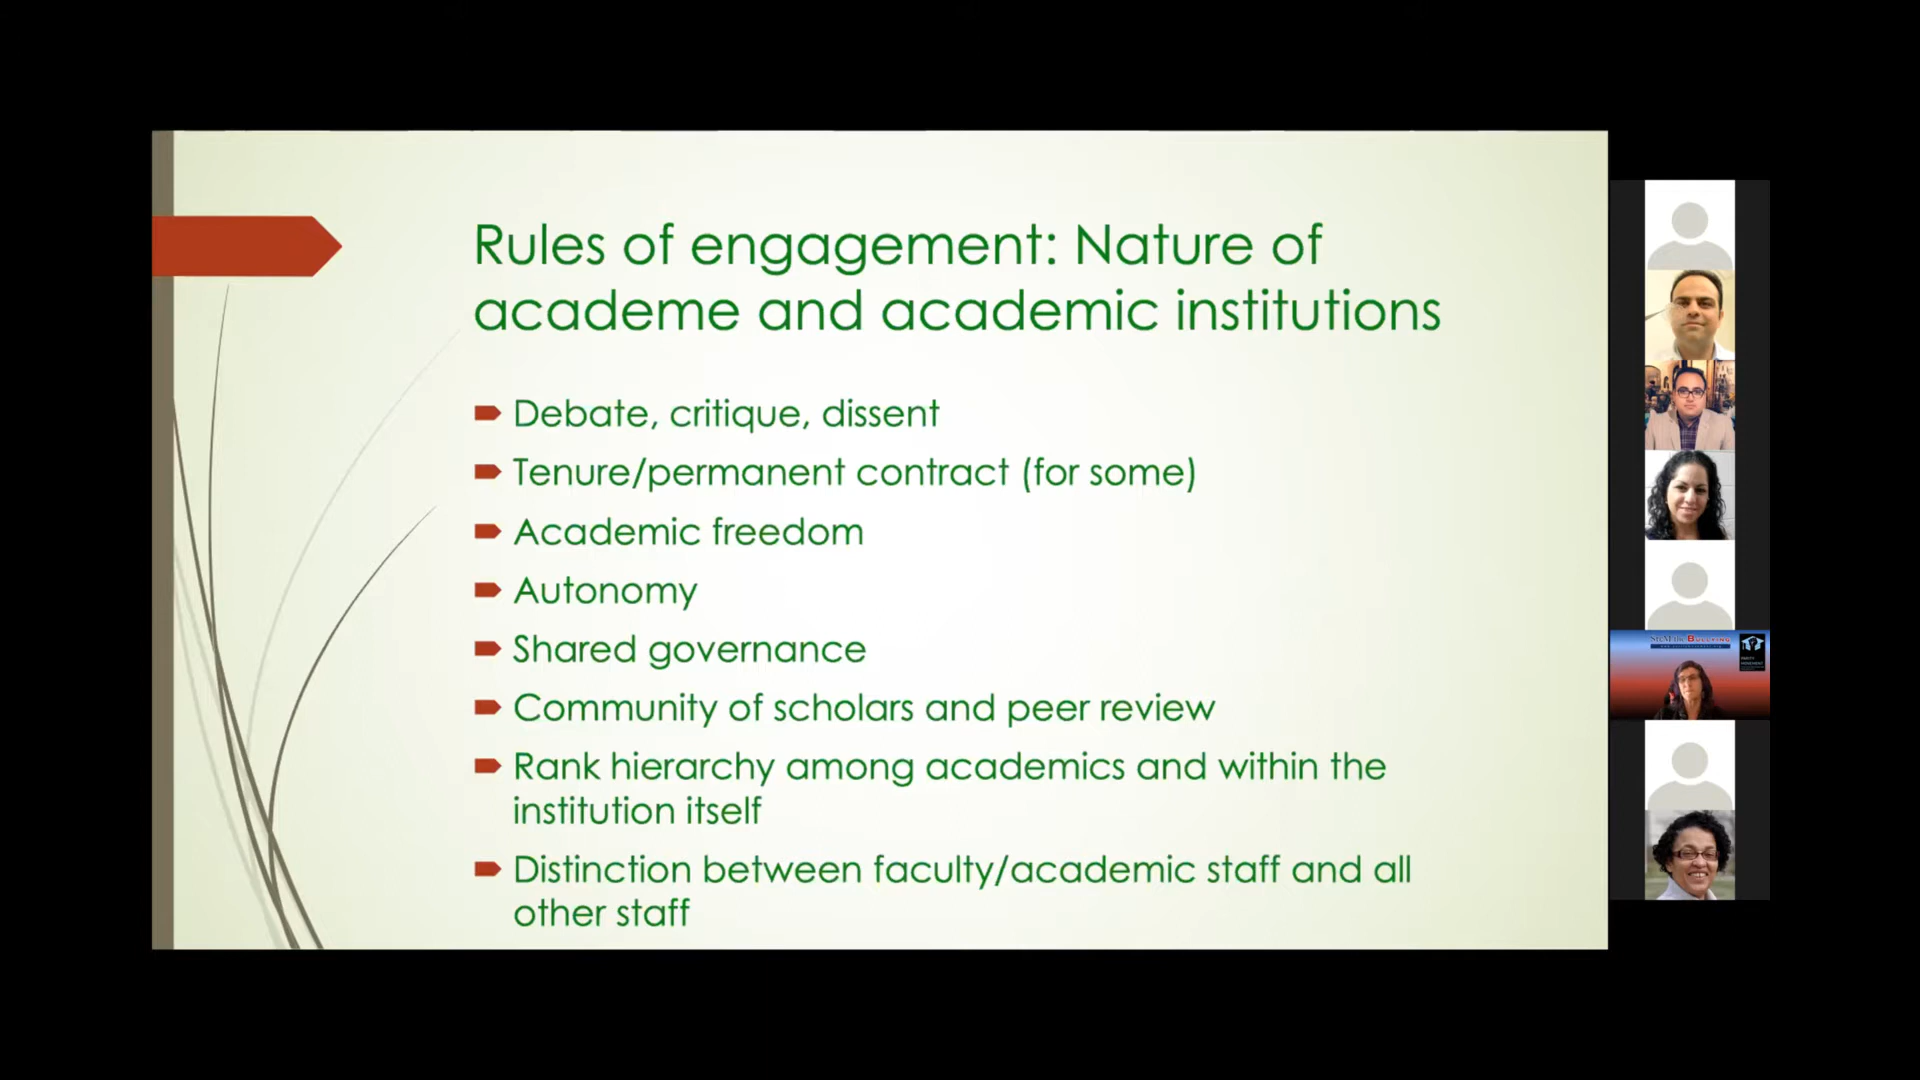 Rules of engagement: Nature of
academe and academic institutions
Debate, critique, dissent
Tenure/permanent contract (for some)
Academic freedom
Autonomy
Shared governance
Community of scholars and peer review
Rank hierarchy among academics and within the
institution itself
Distinction between faculty/academic staff and all
other staff